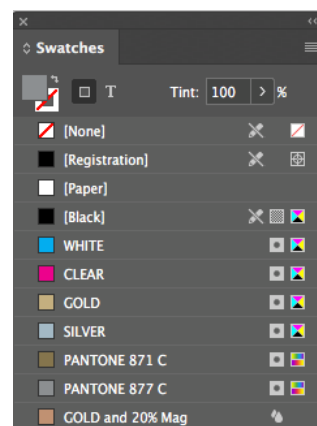 Swatches
T Tint: 100 %
[None]
[Registration]
[Paper]
[Black]
WHITE
CLEAR
GOLD
SILVER
PANTONE 871 C
PANTONE 877 C
GOLD and 20% Mag